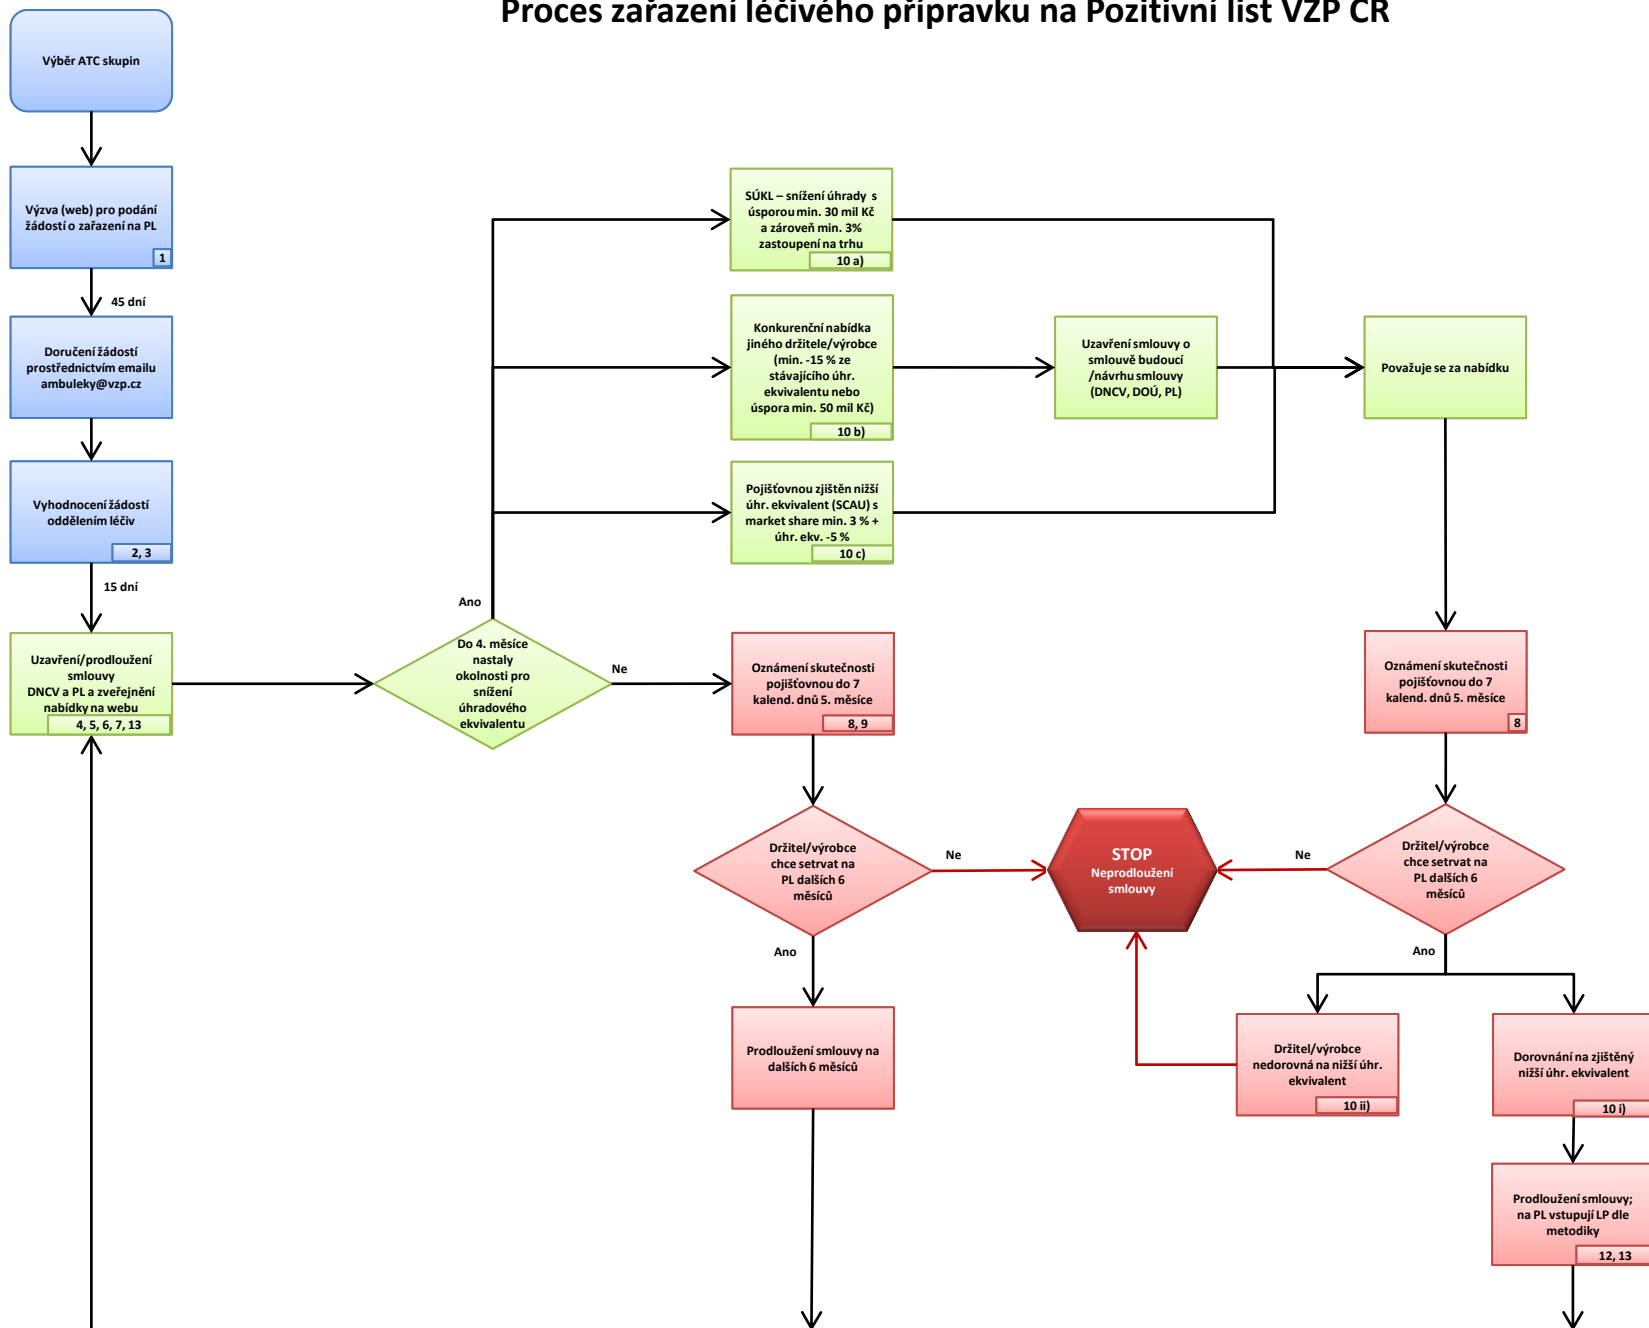 Proces zařazení léčivého přípravku na Pozitivní list VZP ČR
Výběr ATC skupin
Výzva (web) pro podání
žádostí o zařazení na PL
1
45 dní
Doručení žádostí
prostřednictvím emailu
ambuleky@vzp.cz
Vyhodnocení žádostí
oddělením léčiv
2, 3
15 dní
Uzavření/prodloužení
smlouvy
DNCV a PL a zveřejnění
nabídky na webu
4, 5, 6, 7, 13
Do 4. měsíce
nastaly
okolnosti pro
snížení
úhradového
ekvivalentu
Ano
Ne
SÚKL – snížení úhrady s
úsporou min. 30 mil Kč
a zároveň min. 3%
zastoupení na trhu
10 a)
Konkurenční nabídka
jiného držitele/výrobce
(min. -15 % ze
stávajícího úhr.
ekvivalentu nebo
úspora min. 50 mil Kč)
10 b)
Pojišťovnou zjištěn nižší
úhr. ekvivalent (SCAU) s
market share min. 3 % +
úhr. ekv. -5 %
10 c)
Uzavření smlouvy o
smlouvě budoucí
/návrhu smlouvy
(DNCV, DOÚ, PL)
Považuje se za nabídku
Oznámení skutečnosti
pojišťovnou do 7
kalend. dnů 5. měsíce
8, 9
Oznámení skutečnosti
pojišťovnou do 7
kalend. dnů 5. měsíce
8
Držitel/výrobce
chce setrvat na
PL dalších 6
měsíců
Ne
Ano
STOP
Neprodloužení
smlouvy
Ne
Držitel/výrobce
chce setrvat na
PL dalších 6
měsíců
Ano
Prodloužení smlouvy na
dalších 6 měsíců
Držitel/výrobce
nedorovná na nižší úhr.
ekvivalent
10 ii)
Dorovnání na zjištěný
nižší úhr. ekvivalent
10 i)
Prodloužení smlouvy;
na PL vstupují LP dle
metodiky
12, 13